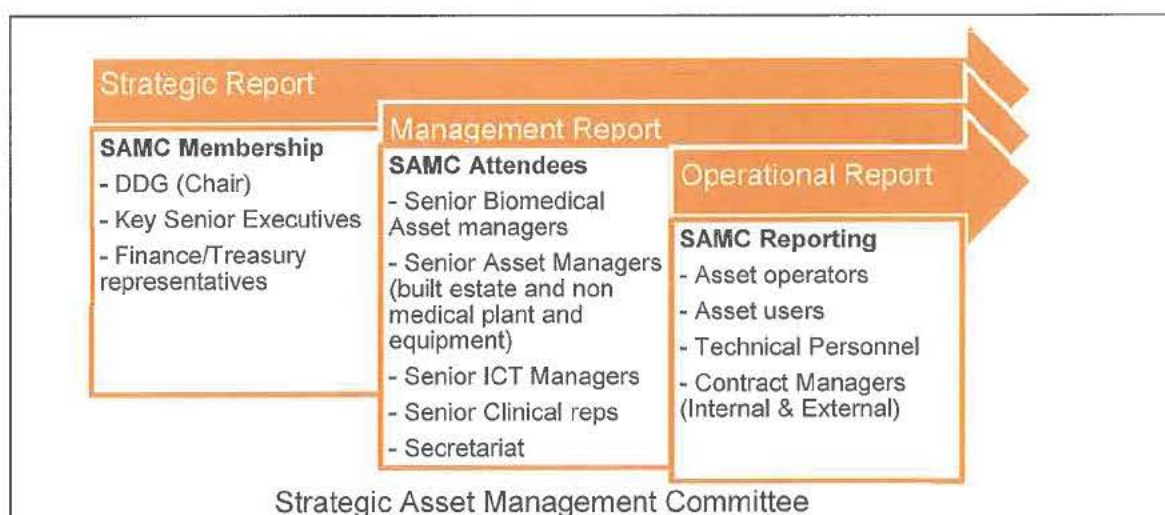 Strategic Report
SAMC Membership
- DDG (Chair)
- Key Senior Executives
- Finance/Treasury
representatives
Management Report
SAMC Attendees
- Senior Biomedical
Asset managers
- Senior Asset Managers
(built estate and non
medical plant and
equipment)
- Senior ICT Managers
- Senior Clinical reps
- Secretariat
Operational Report
SAMC Reporting
- Asset operators
- Asset users
- Technical Personnel
- Contract Managers
(Internal & External)
Strategic Asset Management Committee